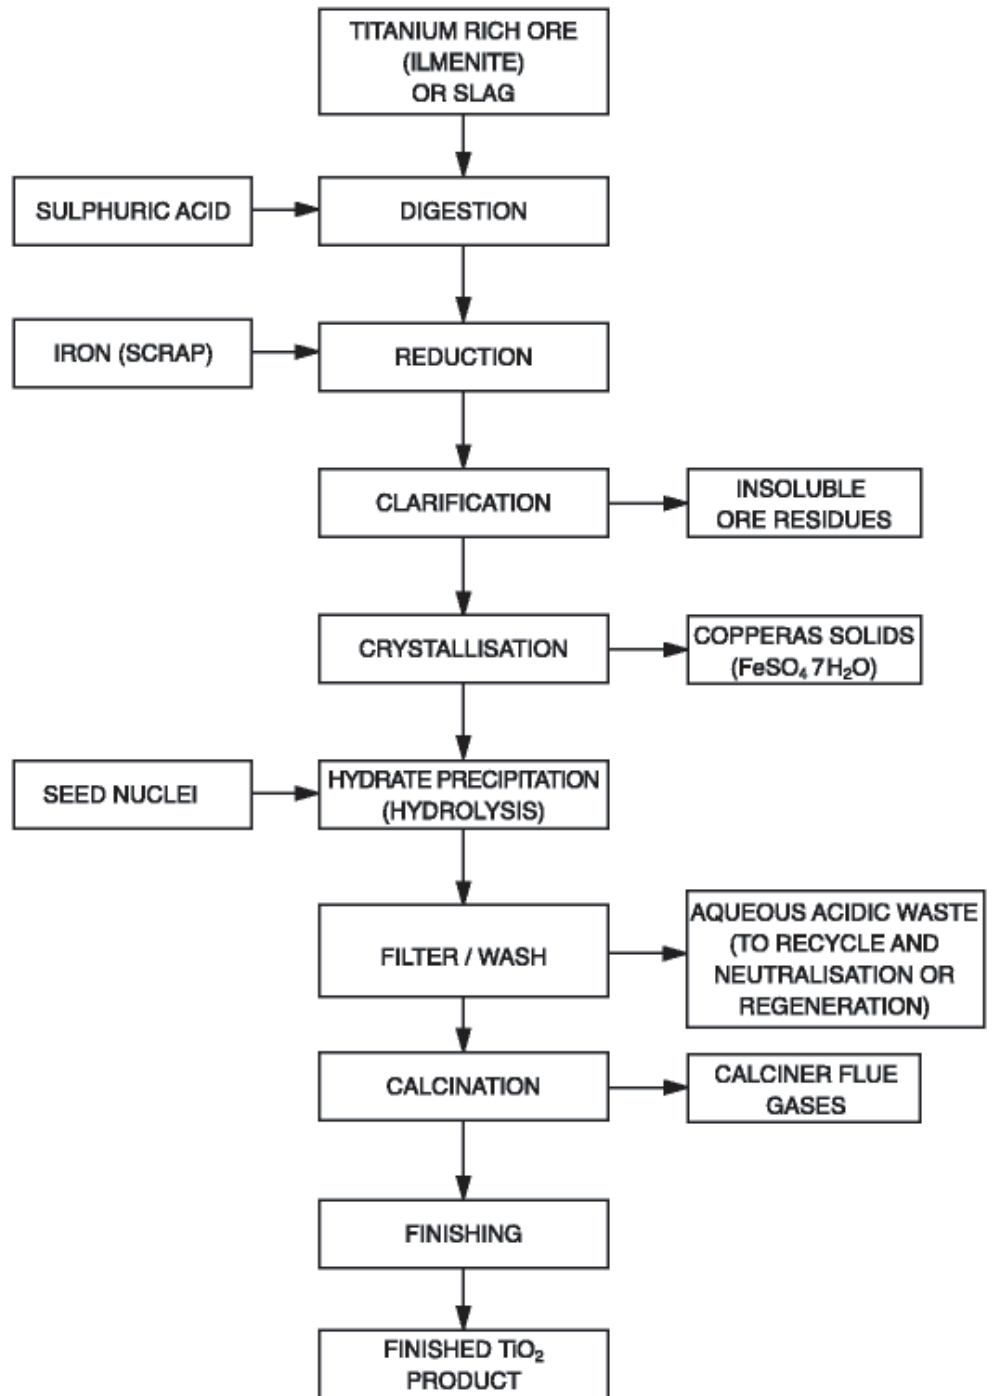 TITANIUM RICH ORE
(ILMENITE)
OR SLAG
SULPHURIC ACID
DIGESTION
IRON (SCRAP)
REDUCTION
CLARIFICATION
INSOLUBLE
ORE RESIDUES
CRYSTALLISATION
COPPERAS SOLIDS
(FeSO₄ 7H₂O)
SEED NUCLEI
HYDRATE PRECIPITATION
(HYDROLYSIS)
FILTER / WASH
AQUEOUS ACIDIC WASTE
(TO RECYCLE AND
NEUTRALISATION OR
REGENERATION)
CALCINATION
CALCINER FLUE
GASES
FINISHING
FINISHED TiO₂
PRODUCT